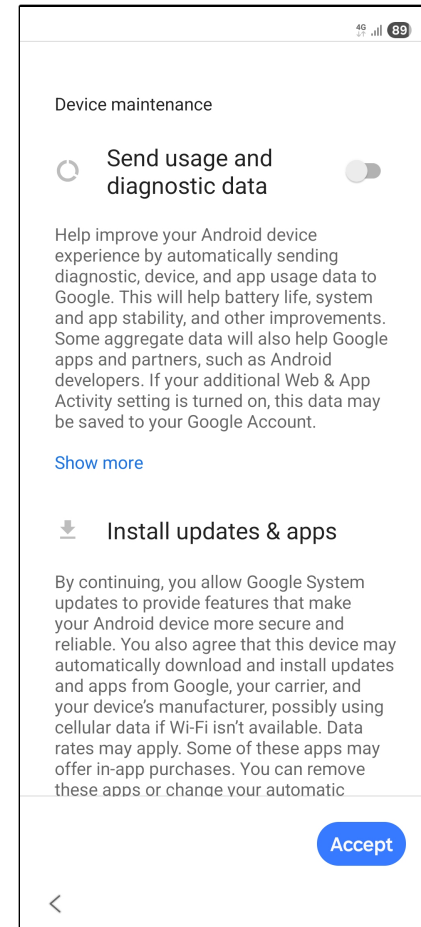 4G
89
Device maintenance
Send usage and
diagnostic data
Help improve your Android device
experience by automatically sending
diagnostic, device, and app usage data to
Google. This will help battery life, system
and app stability, and other improvements.
Some aggregate data will also help Google
apps and partners, such as Android
developers. If your additional Web & App
Activity setting is turned on, this data may
be saved to your Google Account.
Show more
Install updates & apps
By continuing, you allow Google System
updates to provide features that make
your Android device more secure and
reliable. You also agree that this device may
automatically download and install updates
and apps from Google, your carrier, and
your device’s manufacturer, possibly using
cellular data if Wi-Fi isn’t available. Data
rates may apply. Some of these apps may
offer in-app purchases. You can remove
these apps or change your automatic
Accept